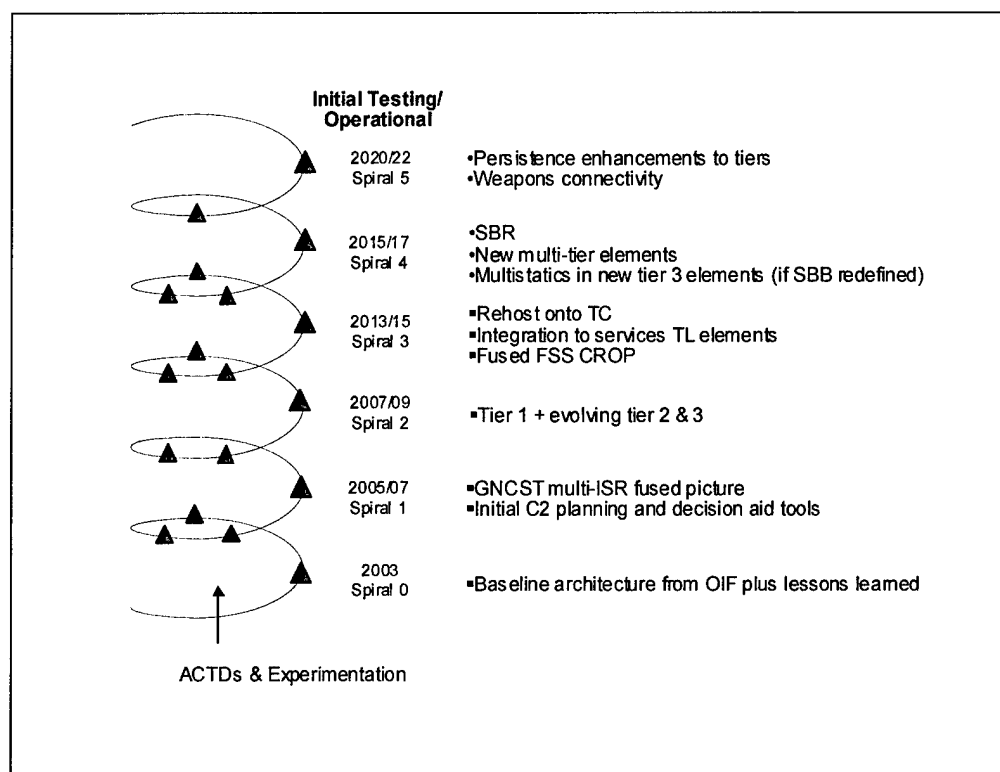 Initial Testing/
Operational
2020/22
Spiral 5
•Persistence enhancements to tiers
•Weapons connectivity
2015/17
Spiral 4
•SBR
•New multi-tier elements
•Multistatics in new tier 3 elements (if SBB redefined)
2013/15
Spiral 3
▪Rehost onto TC
▪Integration to services TL elements
▪Fused FSS CROP
2007/09
Spiral 2
▪Tier 1 + evolving tier 2 & 3
2005/07
Spiral 1
▪GNCST multi-ISR fused picture
▪Initial C2 planning and decision aid tools
2003
Spiral 0
▪Baseline architecture from OIF plus lessons learned
ACTDs & Experimentation